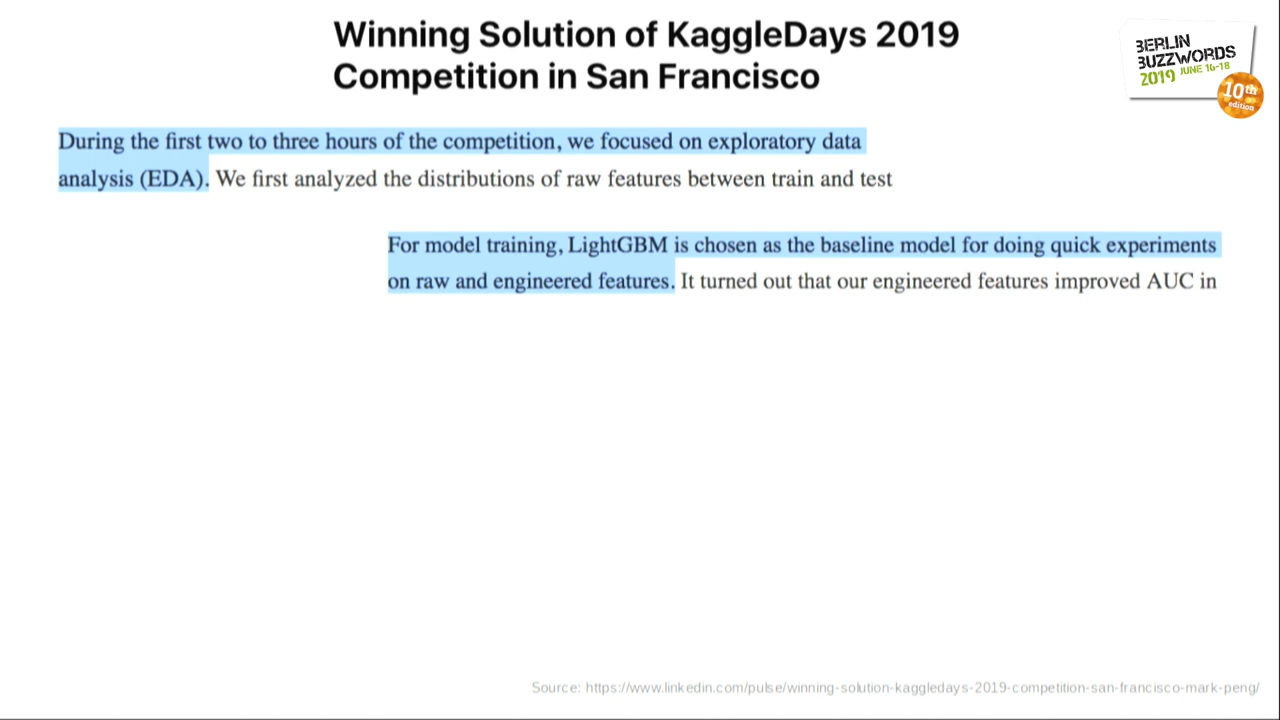 Winning Solution of KaggleDays 2019
Competition in San Francisco
BERLIN
BUZZWORDS
2019 JUNE 16-18
10th
edition
During the first two to three hours of the competition, we focused on exploratory data
analysis (EDA). We first analyzed the distributions of raw features between train and test
For model training, LightGBM is chosen as the baseline model for doing quick experiments
on raw and engineered features. It turned out that our engineered features improved AUC in
Source: https://www.linkedin.com/pulse/winning-solution-kaggledays-2019-competition-san-francisco-mark-peng/